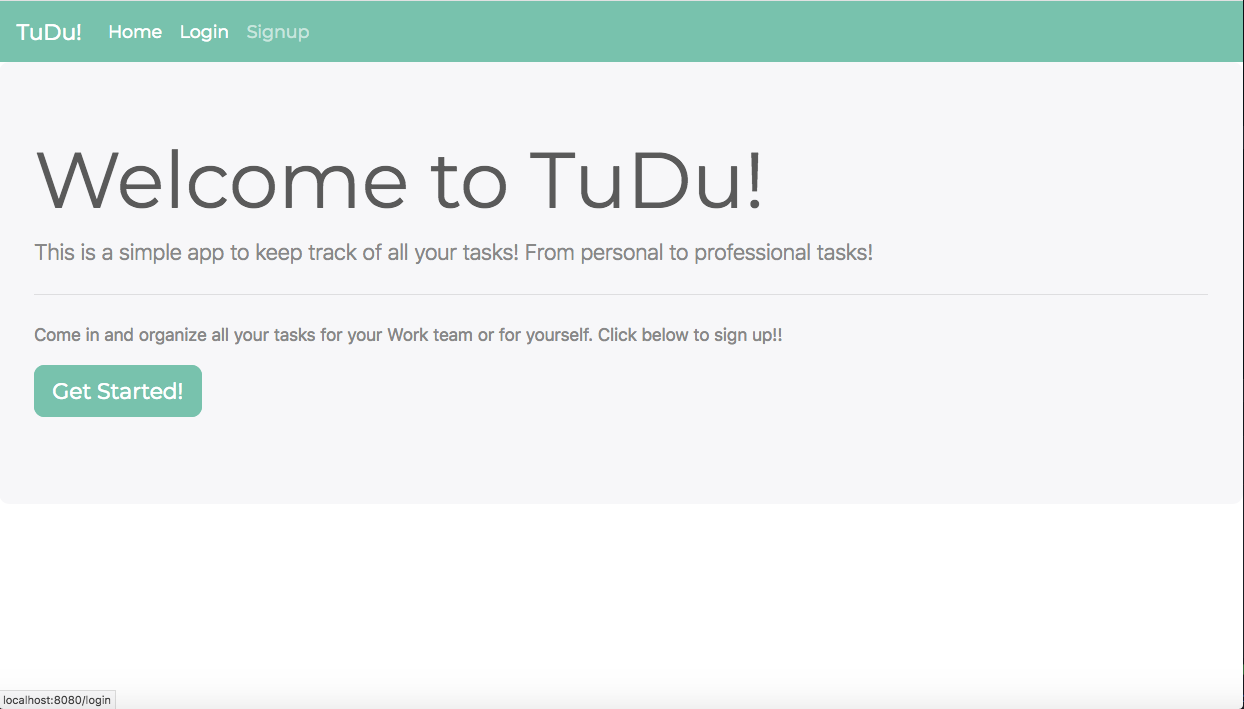 TuDu! Home Login Signup
Welcome to TuDu!
This is a simple app to keep track of all your tasks! From personal to professional tasks!
Come in and organize all your tasks for your Work team or for yourself. Click below to sign up!!
Get Started!
localhost:8080/login